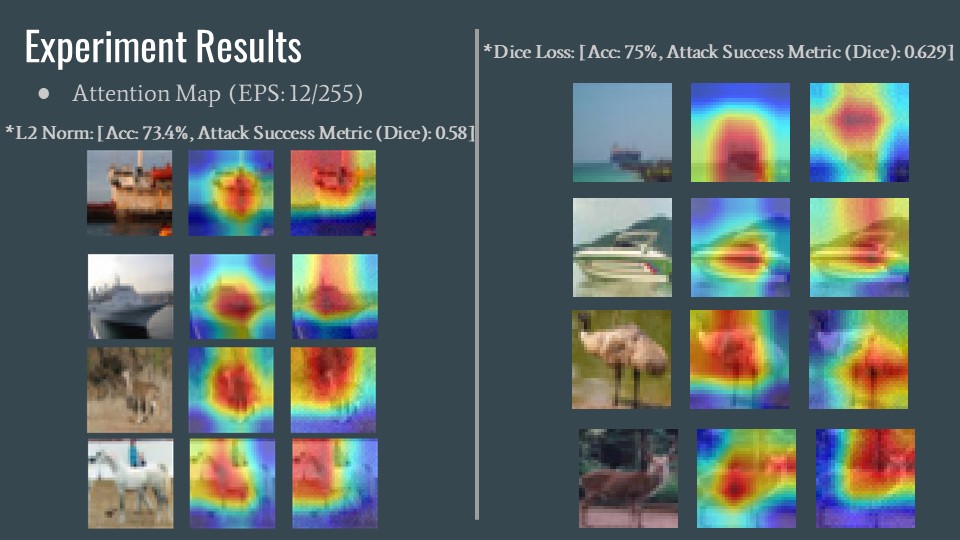 Experiment Results
● Attention Map (EPS: 12/255)
*L2 Norm: [Acc: 73.4%, Attack Success Metric (Dice): 0.58]
*Dice Loss: [Acc: 75%, Attack Success Metric (Dice): 0.629]